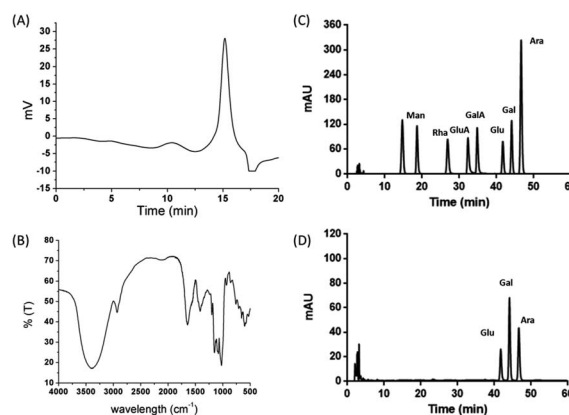 (A)
30
25
20
15
10
5
0
-5
-10
-15
mV
0 5 10 15 20
Time (min)
(B)
80
70
60
50
40
30
20
10
% (T)
4000 3500 3000 2500 2000 1500 1000 500
wavelength (cm⁻¹)
(C)
360
300
240
180
120
60
0
mAU
Man
Rha
GluA
GalA
Glu
Gal
Ara
0 10 20 30 40 50 60
Time (min)
(D)
120
100
80
60
40
20
0
mAU
Glu
Gal
Ara
0 10 20 30 40 50 60
Time (min)